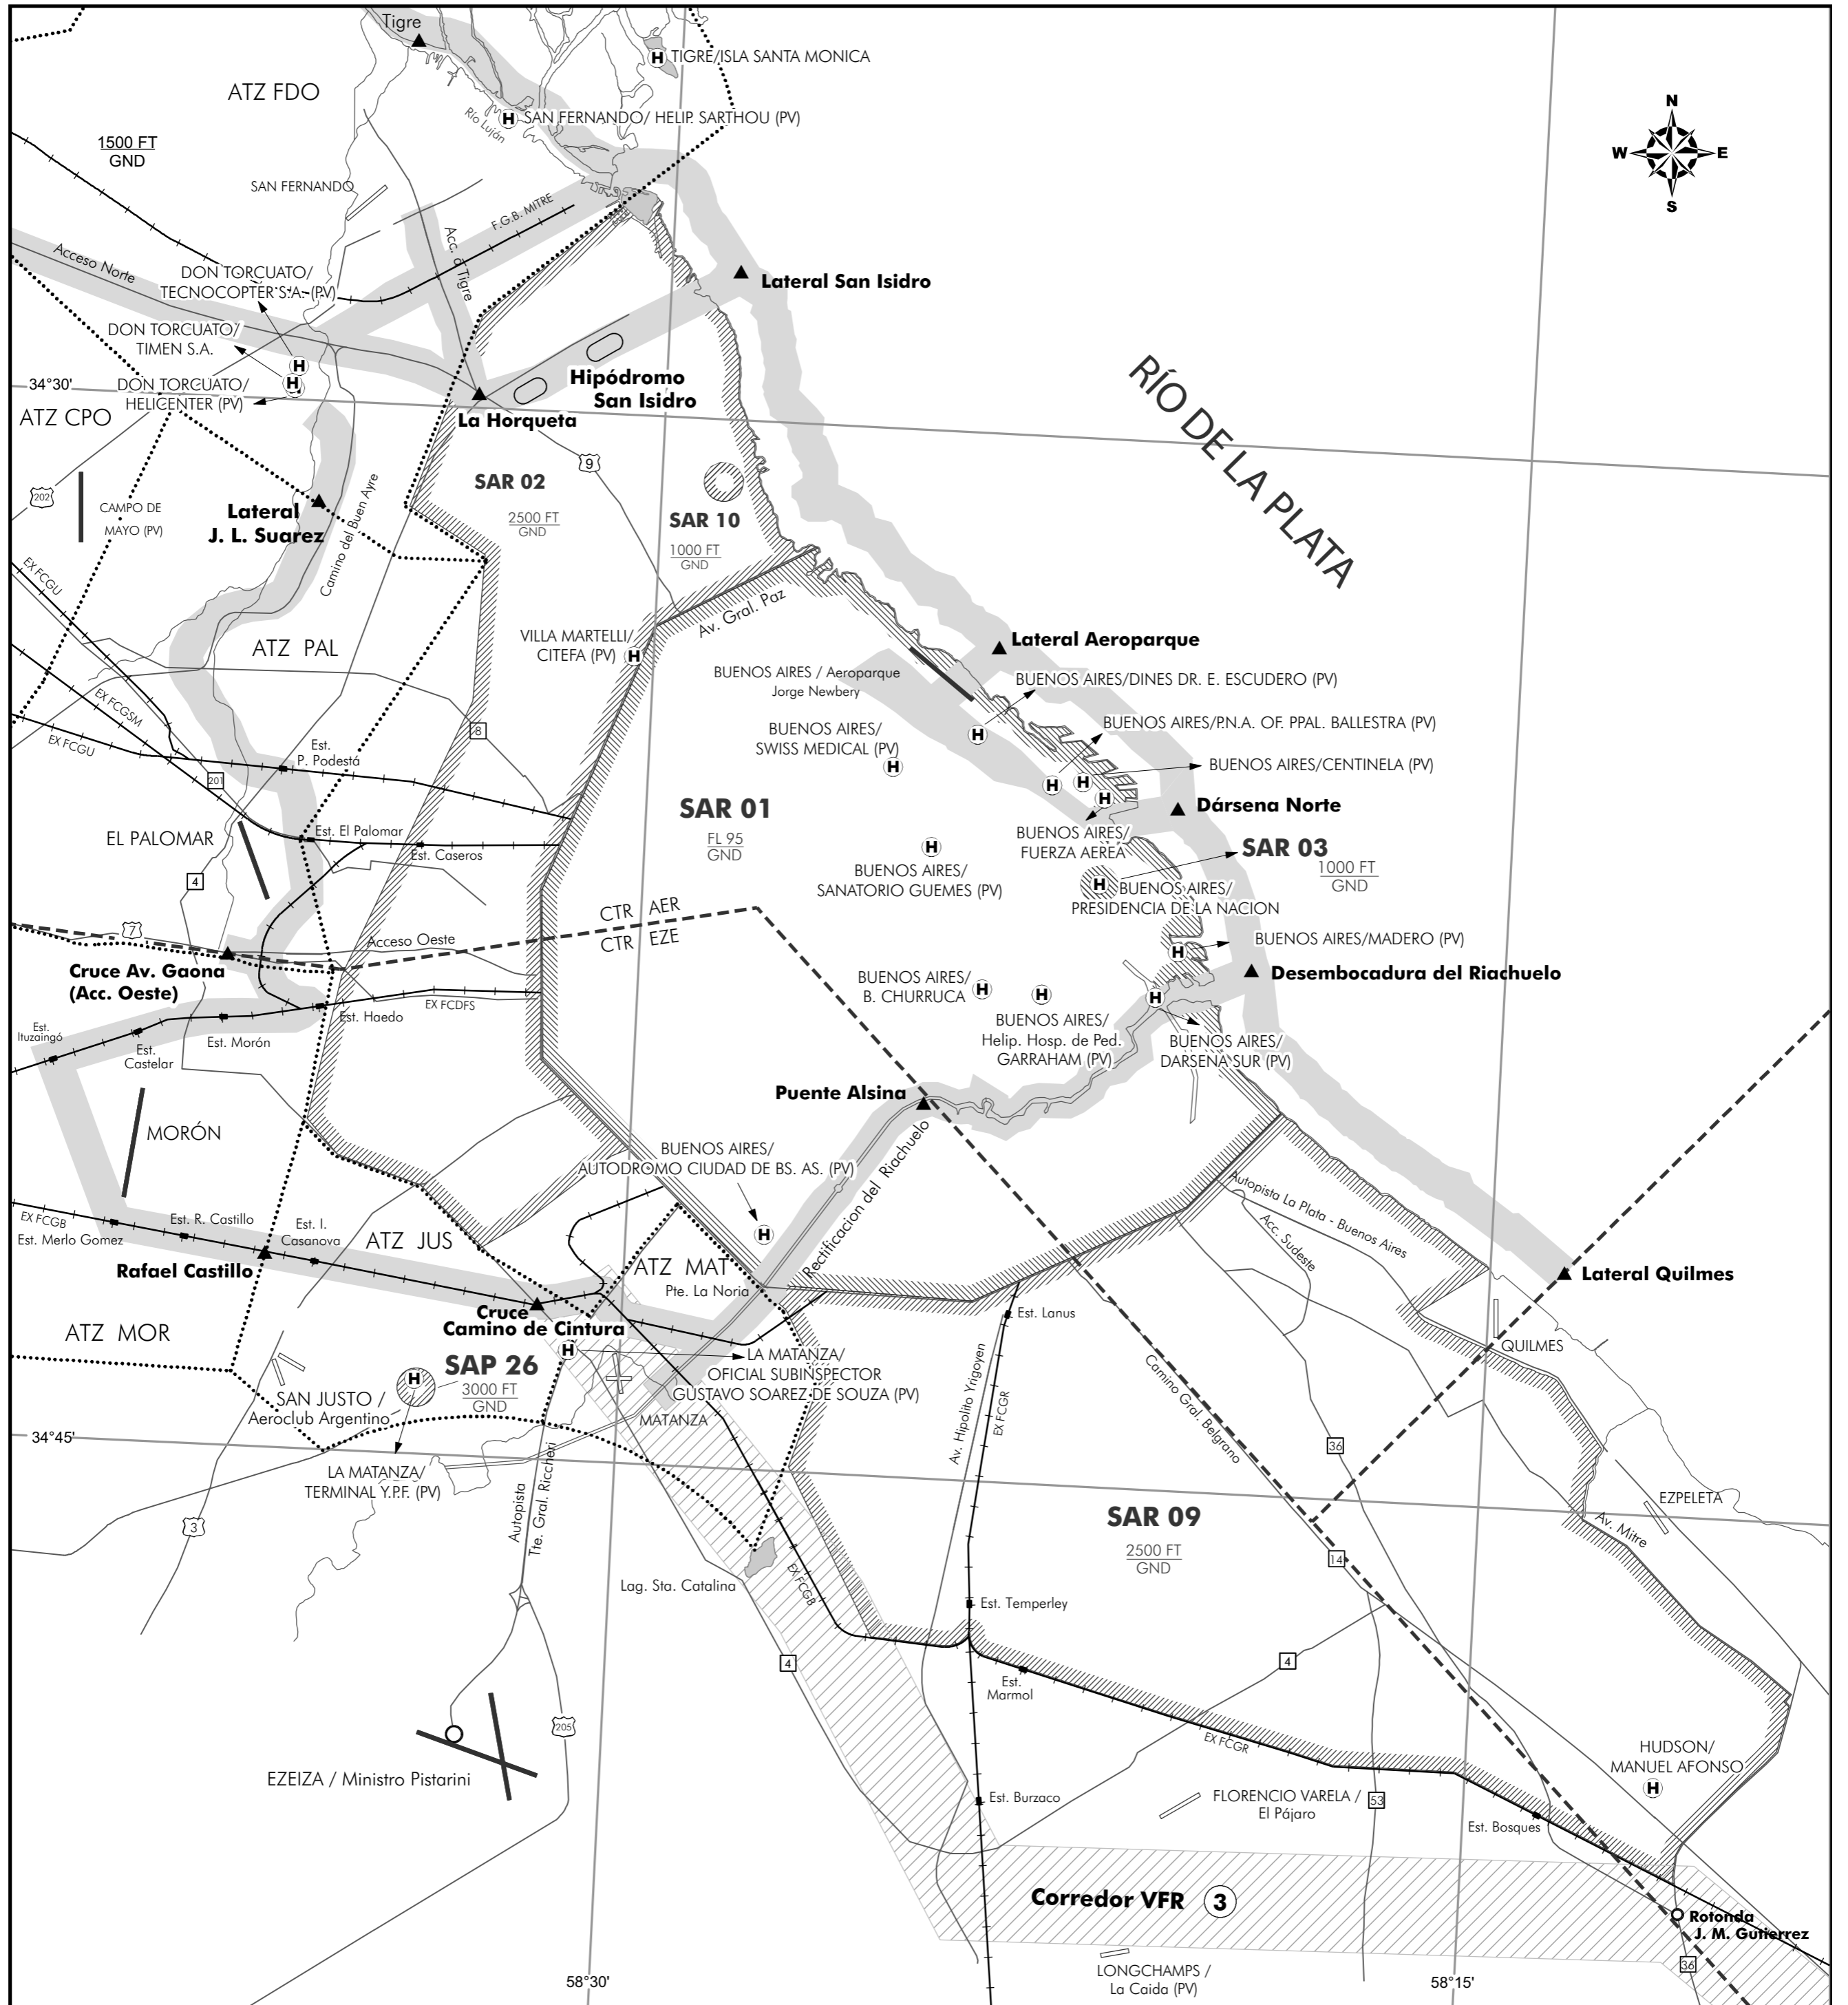 Tigre
TIGRE/ISLA SANTA MONICA
ATZ FDO
Río Luján
SAN FERNANDO/ HELIP. SARTHOU (PV)
1500 FT
GND
N
W
E
S
SAN FERNANDO
F.G.B. MITRE
Acceso Norte
Acc. a Tigre
DON TORCUATO/
TECNOCOPTER S.A. (PV)
Lateral San Isidro
DON TORCUATO/
TIMEN S.A.
34°30'
DON TORCUATO/
HELICENTER (PV)
Hipódromo
San Isidro
RÍO DE LA PLATA
ATZ CPO
La Horqueta
9
SAR 02
2500 FT
GND
SAR 10
1000 FT
GND
202
CAMPO DE
MAYO (PV)
Lateral
J. L. Suarez
Camino del Buen Ayre
EX FCGU
Av. Gral. Paz
VILLA MARTELLI/
CITEFA (PV)
ATZ PAL
Lateral Aeroparque
BUENOS AIRES / Aeroparque
Jorge Newbery
BUENOS AIRES/DINES DR. E. ESCUDERO (PV)
EX FCGSM
EX FCGU
8
BUENOS AIRES/P.N.A. OF. PPAL. BALLESTRA (PV)
BUENOS AIRES/
SWISS MEDICAL (PV)
Est.
P. Podestá
BUENOS AIRES/CENTINELA (PV)
201
SAR 01
FL 95
GND
Dársena Norte
EL PALOMAR
Est. El Palomar
Est. Caseros
BUENOS AIRES/
FUERZA AEREA
SAR 03
1000 FT
GND
4
BUENOS AIRES/
SANATORIO GUEMES (PV)
BUENOS AIRES/
PRESIDENCIA DE LA NACION
CTR AER
CTR EZE
7
Acceso Oeste
BUENOS AIRES/MADERO (PV)
Cruce Av. Gaona
(Acc. Oeste)
Desembocadura del Riachuelo
BUENOS AIRES/
B. CHURRUCA
EX FCDFS
Est. Haedo
Est.
Ituzaingó
Est.
Castelar
Est. Morón
BUENOS AIRES/
Helip. Hosp. de Ped.
GARRAHAM (PV)
BUENOS AIRES/
DARSENA SUR (PV)
Puente Alsina
MORÓN
BUENOS AIRES/
AUTODROMO CIUDAD DE BS. AS. (PV)
Rectificacion del Riachuelo
Autopista La Plata - Buenos Aires
Acc. Sudeste
EX FCGB
Est. Merlo Gomez
Est. R. Castillo
Est. I.
Casanova
ATZ JUS
Rafael Castillo
ATZ MAT
Pte. La Noria
Lateral Quilmes
Cruce
Camino de Cintura
Est. Lanus
ATZ MOR
QUILMES
SAP 26
3000 FT
GND
LA MATANZA/
OFICIAL SUBINSPECTOR
GUSTAVO SOAREZ DE SOUZA (PV)
SAN JUSTO /
Aeroclub Argentino
MATANZA
Av. Hipolito Yrigoyen
EX FCGR
Camino Gral. Belgrano
36
34°45'
LA MATANZA/
TERMINAL Y.P.F. (PV)
Autopista
Tte. Gral. Riccheri
3
SAR 09
2500 FT
GND
EZPELETA
Av. Mitre
14
Lag. Sta. Catalina
EX FCGB
Est. Temperley
4
4
Est.
Marmol
205
EX FCGR
EZEIZA / Ministro Pistarini
HUDSON/
MANUEL AFONSO
Est. Burzaco
FLORENCIO VARELA /
El Pájaro
53
Est. Bosques
Corredor VFR 3
Rotonda
J. M. Gutierrez
36
LONGCHAMPS /
La Caida (PV)
58°30'
58°15'